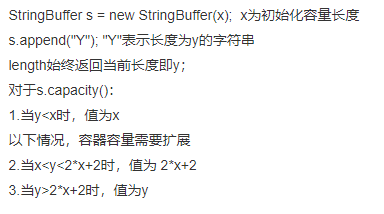 StringBuffer s = new StringBuffer(x);  x为初始化容量长度
s.append("Y"); "Y"表示长度为y的字符串
length始终返回当前长度即y；
对于s.capacity()：
1.当y<x时，值为x
以下情况，容器容量需要扩展
2.当x<y<2*x+2时，值为 2*x+2
3.当y>2*x+2时，值为y